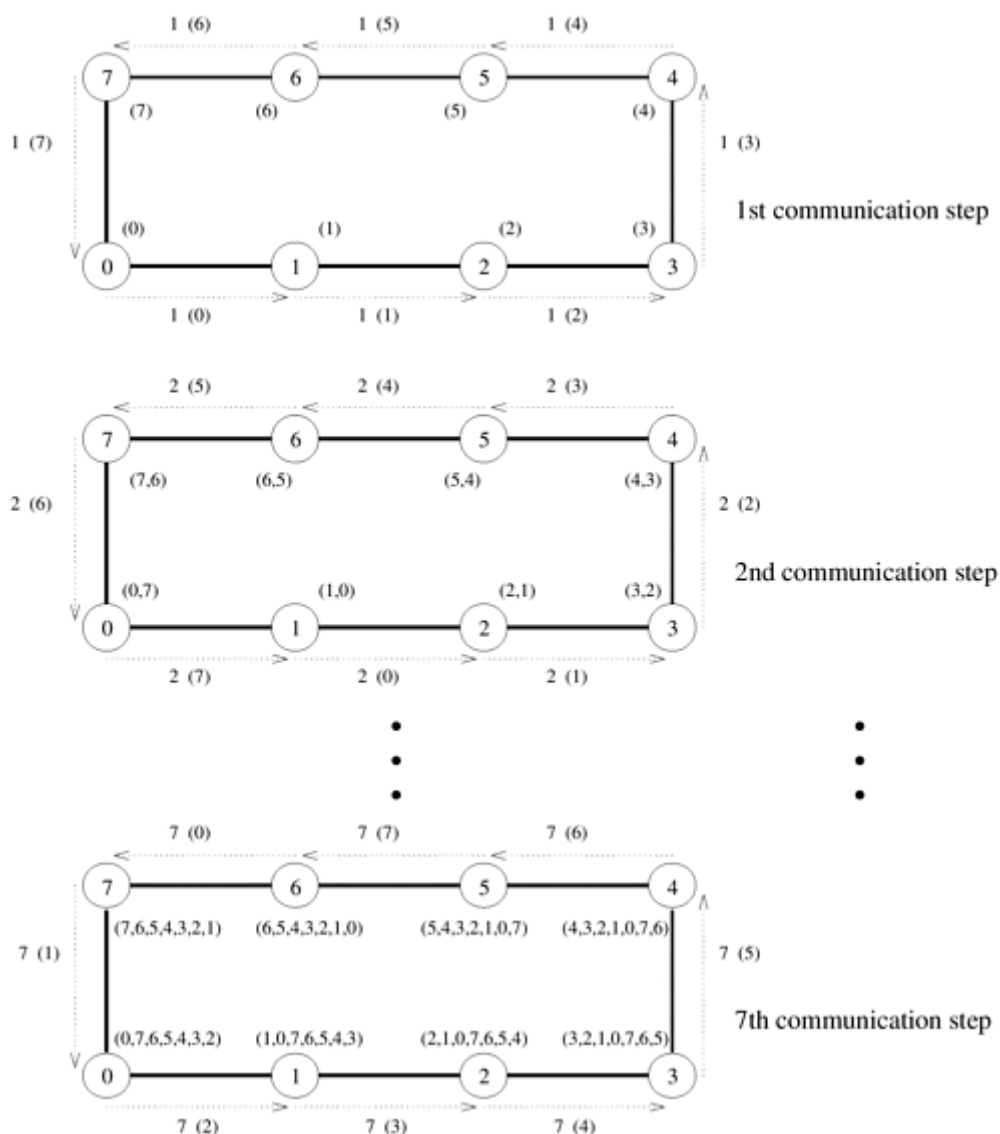 1 (6) 1 (5) 1 (4)
7 6 5 4
(7) (6) (5) (4)
1 (7) 1 (3)
1st communication step
(0) (1) (2) (3)
0 1 2 3
1 (0) 1 (1) 1 (2)
2 (5) 2 (4) 2 (3)
7 6 5 4
(7,6) (6,5) (5,4) (4,3)
2 (6) 2 (2)
2nd communication step
(0,7) (1,0) (2,1) (3,2)
0 1 2 3
2 (7) 2 (0) 2 (1)
7 (0) 7 (7) 7 (6)
7 6 5 4
(7,6,5,4,3,2,1) (6,5,4,3,2,1,0) (5,4,3,2,1,0,7) (4,3,2,1,0,7,6)
7 (1) 7 (5)
7th communication step
(0,7,6,5,4,3,2) (1,0,7,6,5,4,3) (2,1,0,7,6,5,4) (3,2,1,0,7,6,5)
0 1 2 3
7 (2) 7 (3) 7 (4)